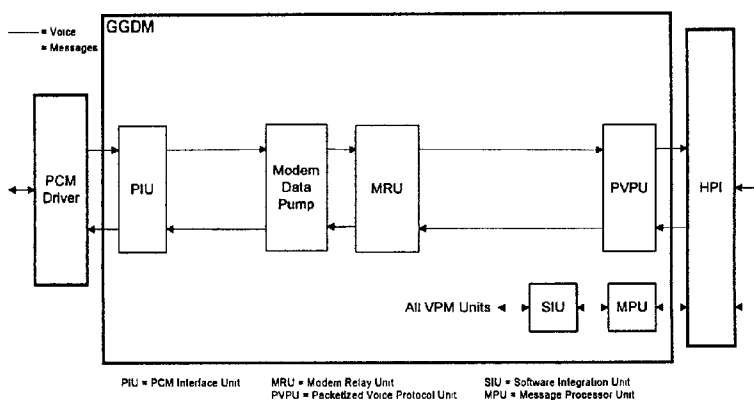 GGDM
= Voice
= Messages
PCM
Driver
PIU
Modem
Data
Pump
MRU
PVPU
HPI
All VPM Units
SIU
MPU
PIU = PCM Interface Unit
MRU = Modem Relay Unit
SIU = Software Integration Unit
PVPU = Packetized Voice Protocol Unit
MPU = Message Processor Unit